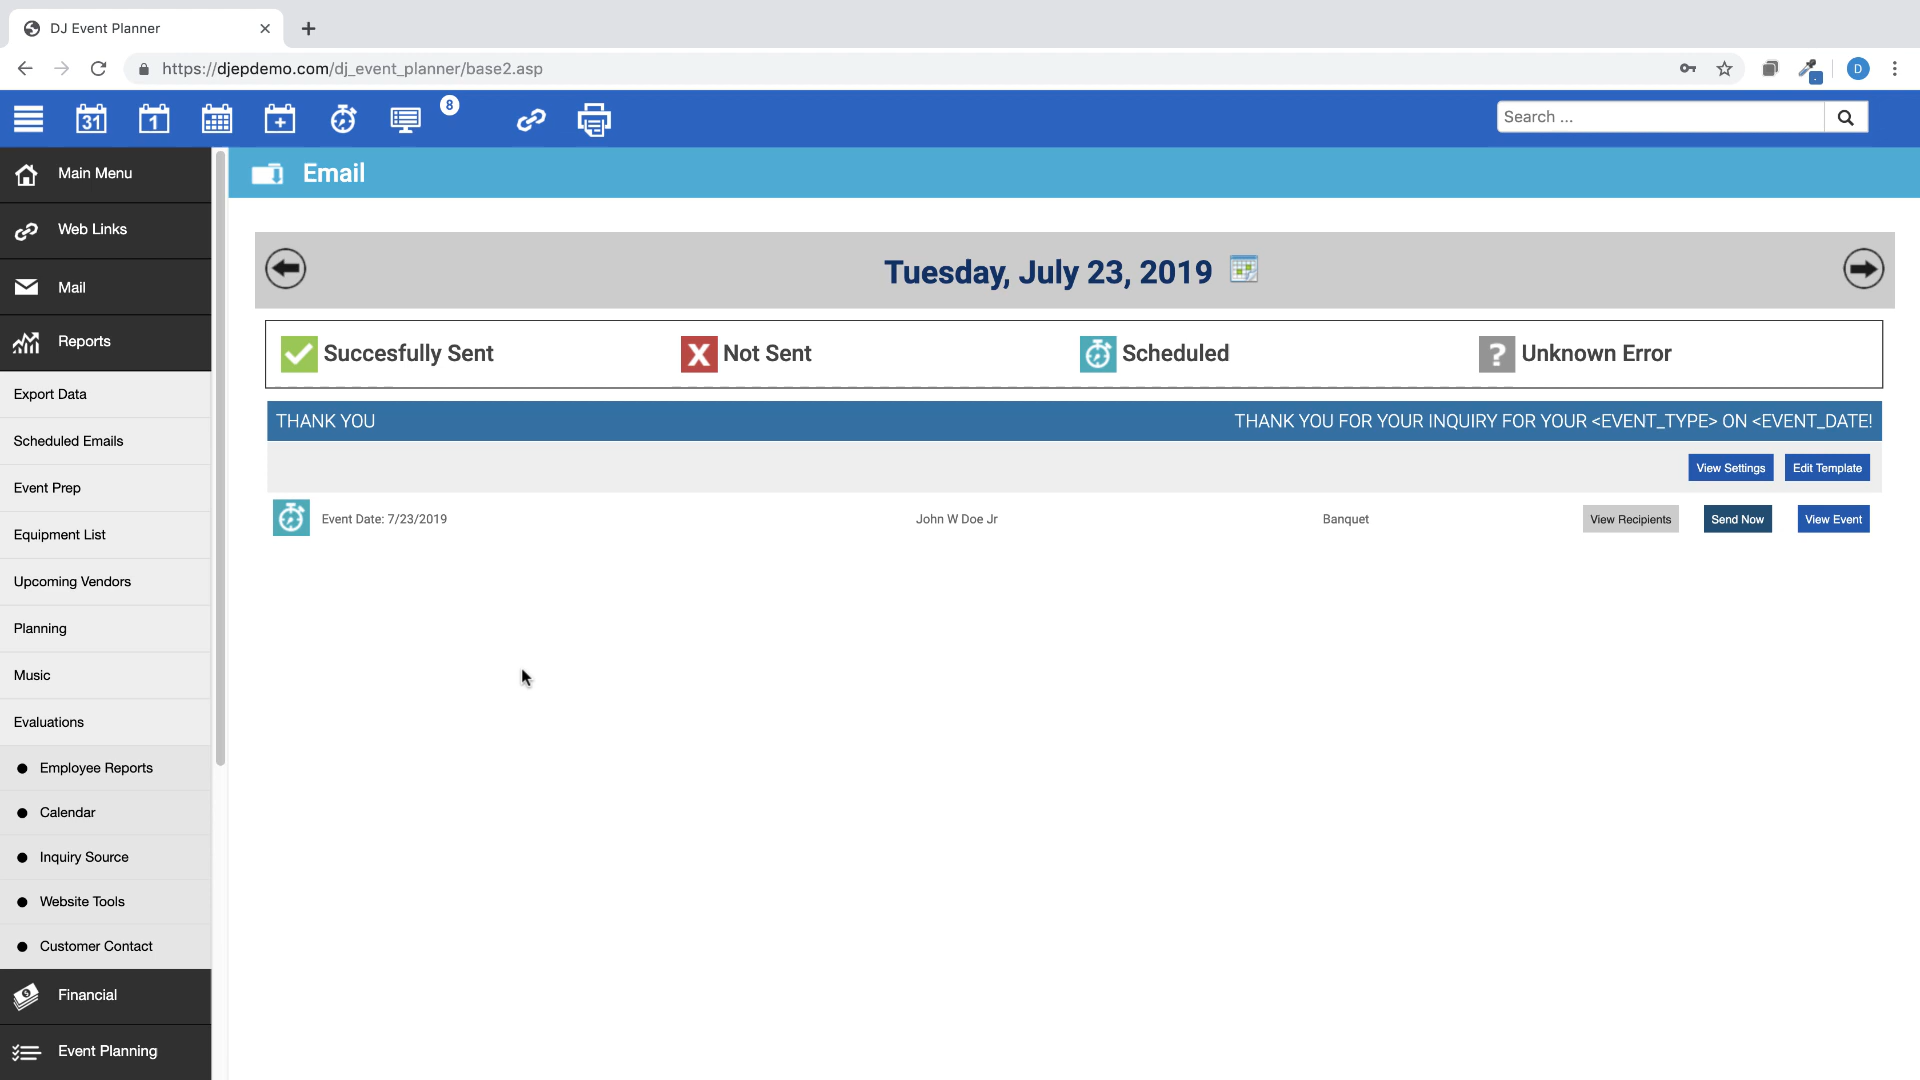 DJ Event Planner
https://djepdemo.com/dj_event_planner/base2.asp
D
31
1
8
Search ...
Main Menu
Web Links
Mail
Reports
Export Data
Scheduled Emails
Event Prep
Equipment List
Upcoming Vendors
Planning
Music
Evaluations
Employee Reports
Calendar
Inquiry Source
Website Tools
Customer Contact
Financial
Event Planning
Email
Tuesday, July 23, 2019
Succesfully Sent
X Not Sent
Scheduled
? Unknown Error
THANK YOU
THANK YOU FOR YOUR INQUIRY FOR YOUR <EVENT_TYPE> ON <EVENT_DATE!
View Settings
Edit Template
Event Date: 7/23/2019
John W Doe Jr
Banquet
View Recipients
Send Now
View Event